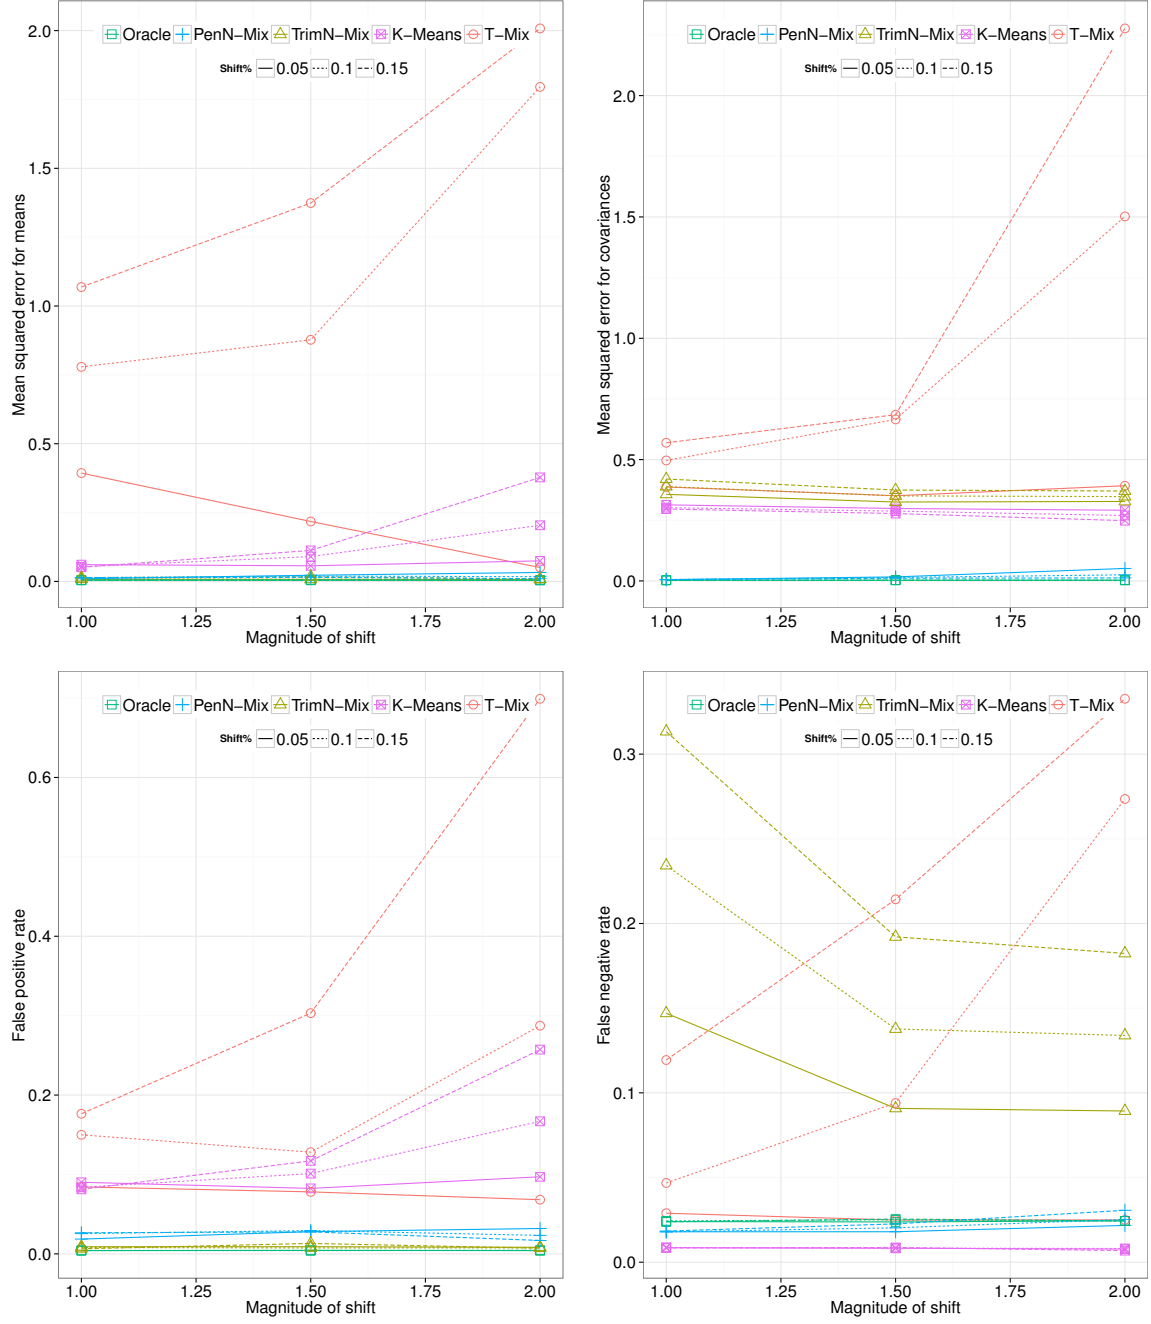 Oracle PenN−Mix TrimN−Mix K−Means T−Mix
Shift% 0.05 0.1 0.15
Mean squared error for means
2.0
1.5
1.0
0.5
0.0
1.00 1.25 1.50 1.75 2.00
Magnitude of shift
Oracle PenN−Mix TrimN−Mix K−Means T−Mix
Shift% 0.05 0.1 0.15
Mean squared error for covariances
2.0
1.5
1.0
0.5
0.0
1.00 1.25 1.50 1.75 2.00
Magnitude of shift
Oracle PenN−Mix TrimN−Mix K−Means T−Mix
Shift% 0.05 0.1 0.15
False positive rate
0.6
0.4
0.2
0.0
1.00 1.25 1.50 1.75 2.00
Magnitude of shift
Oracle PenN−Mix TrimN−Mix K−Means T−Mix
Shift% 0.05 0.1 0.15
False negative rate
0.3
0.2
0.1
0.0
1.00 1.25 1.50 1.75 2.00
Magnitude of shift